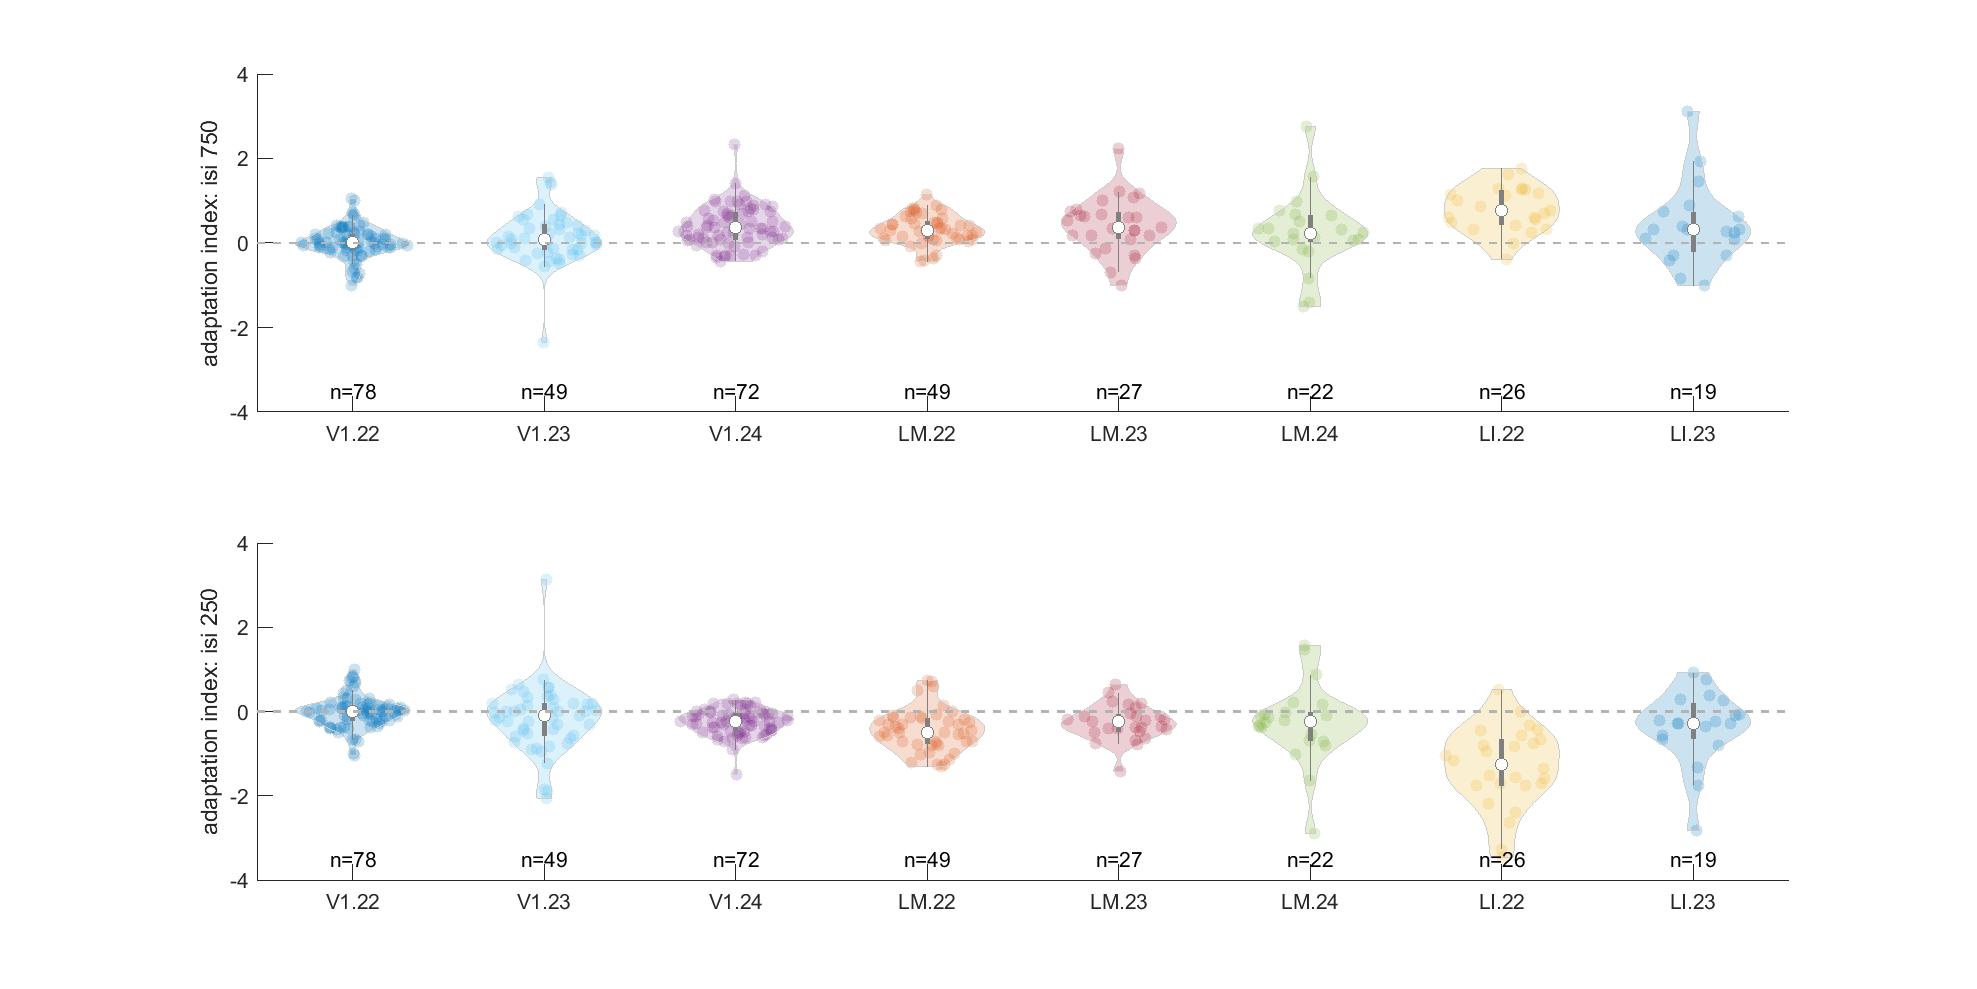 4
2
0
-2
-4
adaptation index: isi 750
n=78 n=49 n=72 n=49 n=27 n=22 n=26 n=19
V1.22 V1.23 V1.24 LM.22 LM.23 LM.24 LI.22 LI.23
4
2
0
-2
-4
adaptation index: isi 250
n=78 n=49 n=72 n=49 n=27 n=22 n=26 n=19
V1.22 V1.23 V1.24 LM.22 LM.23 LM.24 LI.22 LI.23